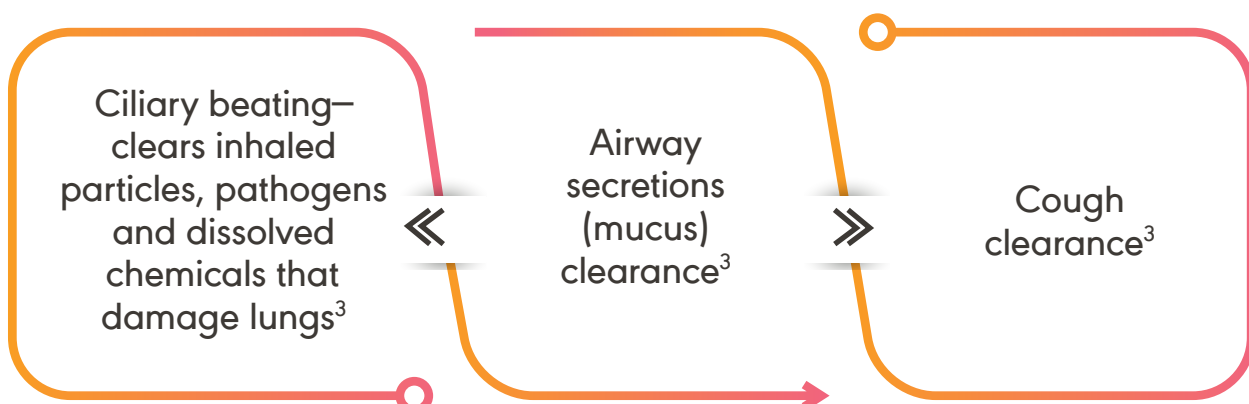 Ciliary beating–
clears inhaled
particles, pathogens
and dissolved
chemicals that
damage lungs³
Airway
secretions
(mucus)
clearance³
Cough
clearance³